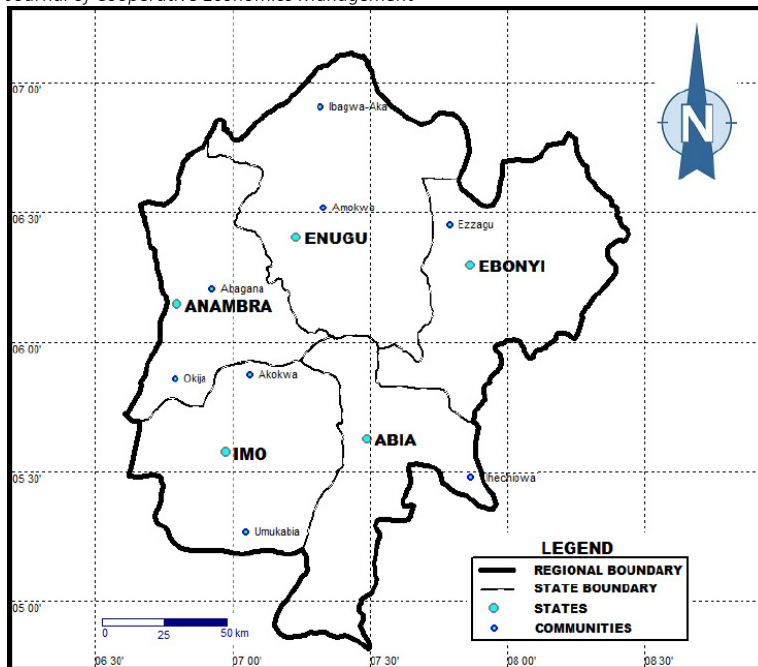 Journal of Cooperative Economics Management
07 00'
Ibagwa-Aka
N
06 30'
Amokwe
Ezzagu
ENUGU
EBONYI
Abagana
ANAMBRA
06 00'
Okija
Akokwa
ABIA
IMO
05 30'
Ihechiowa
Umukabia
LEGEND
REGIONAL BOUNDARY
STATE BOUNDARY
STATES
COMMUNITIES
05 00'
0 25 50 km
06 30' 07 00' 07 30' 08 00' 08 30'